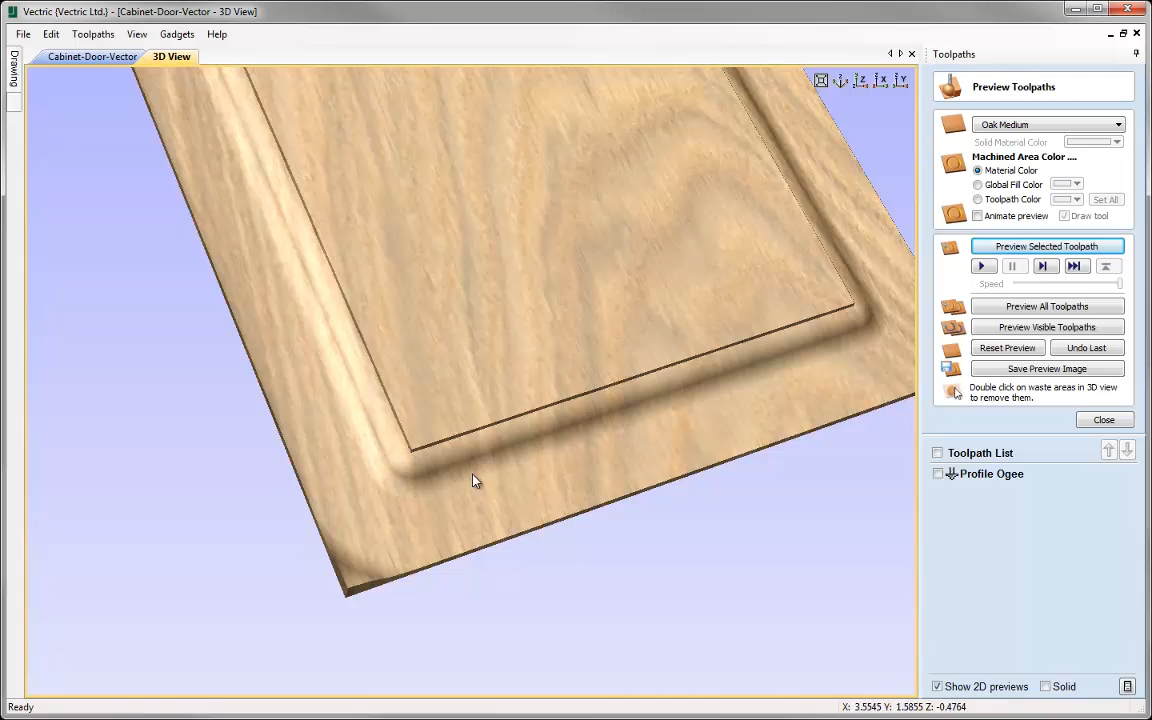 Vectric {Vectric Ltd.} - [Cabinet-Door-Vector - 3D View]
File Edit Toolpaths View Gadgets Help
Drawing
Cabinet-Door-Vector 3D View
Z X Y
Toolpaths
Preview Toolpaths
Oak Medium
Solid Material Color
Machined Area Color ....
Material Color
Global Fill Color
Toolpath Color Set All
Animate preview Draw tool
Preview Selected Toolpath
Speed
Preview All Toolpaths
Preview Visible Toolpaths
Reset Preview Undo Last
Save Preview Image
Double click on waste areas in 3D view
to remove them.
Close
Toolpath List
Profile Ogee
Show 2D previews Solid
Ready X: 3.5545 Y: 1.5855 Z: -0.4764